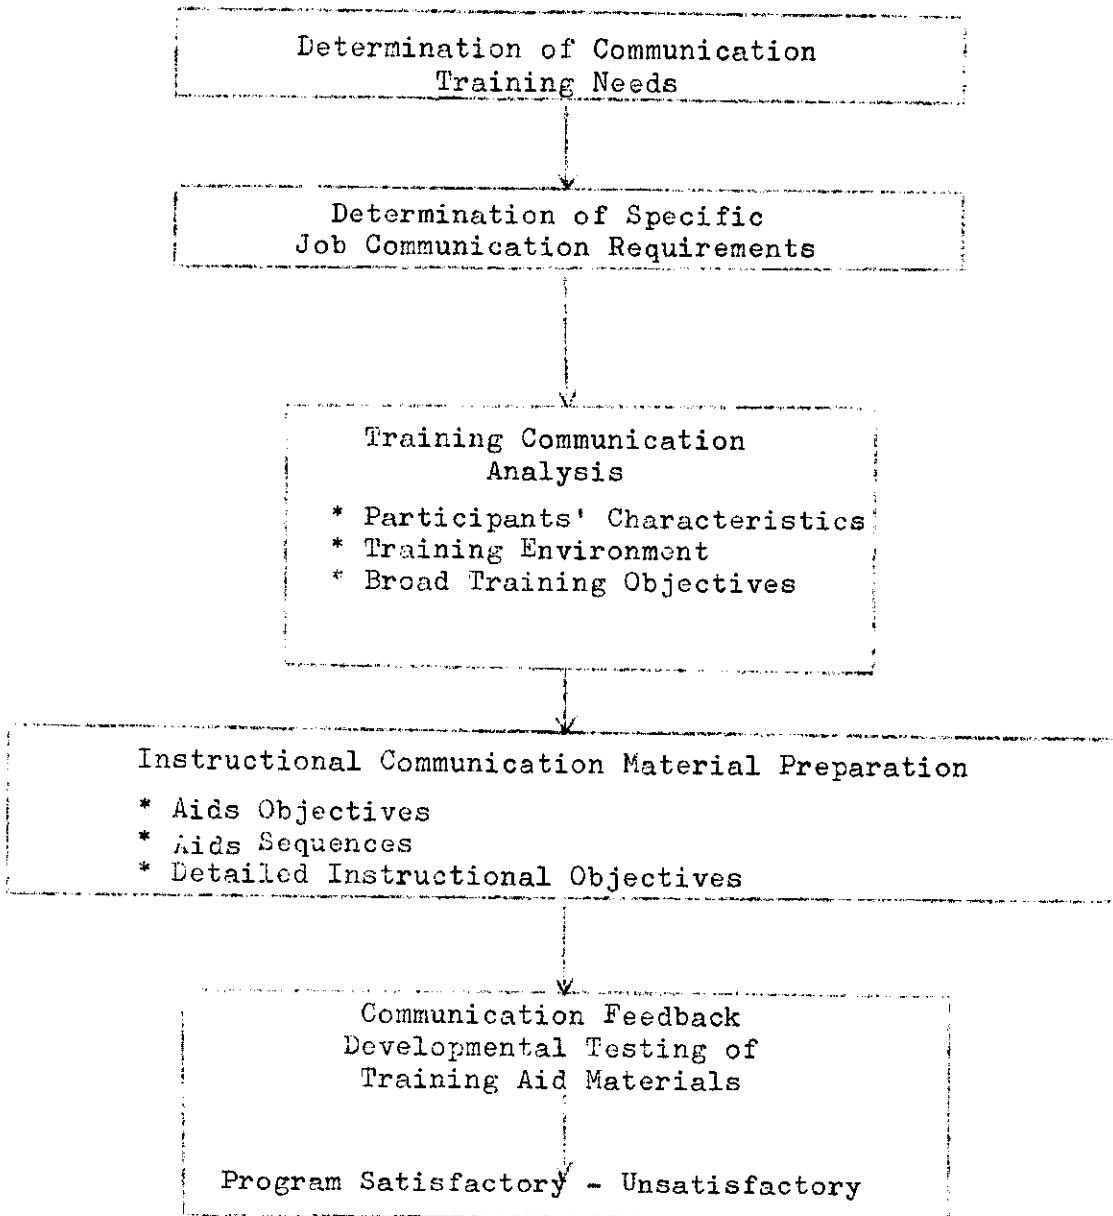 Determination of Communication
Training Needs
Determination of Specific
Job Communication Requirements
Training Communication
Analysis
* Participants' Characteristics
* Training Environment
* Broad Training Objectives
Instructional Communication Material Preparation
* Aids Objectives
* Aids Sequences
* Detailed Instructional Objectives
Communication Feedback
Developmental Testing of
Training Aid Materials
Program Satisfactory - Unsatisfactory